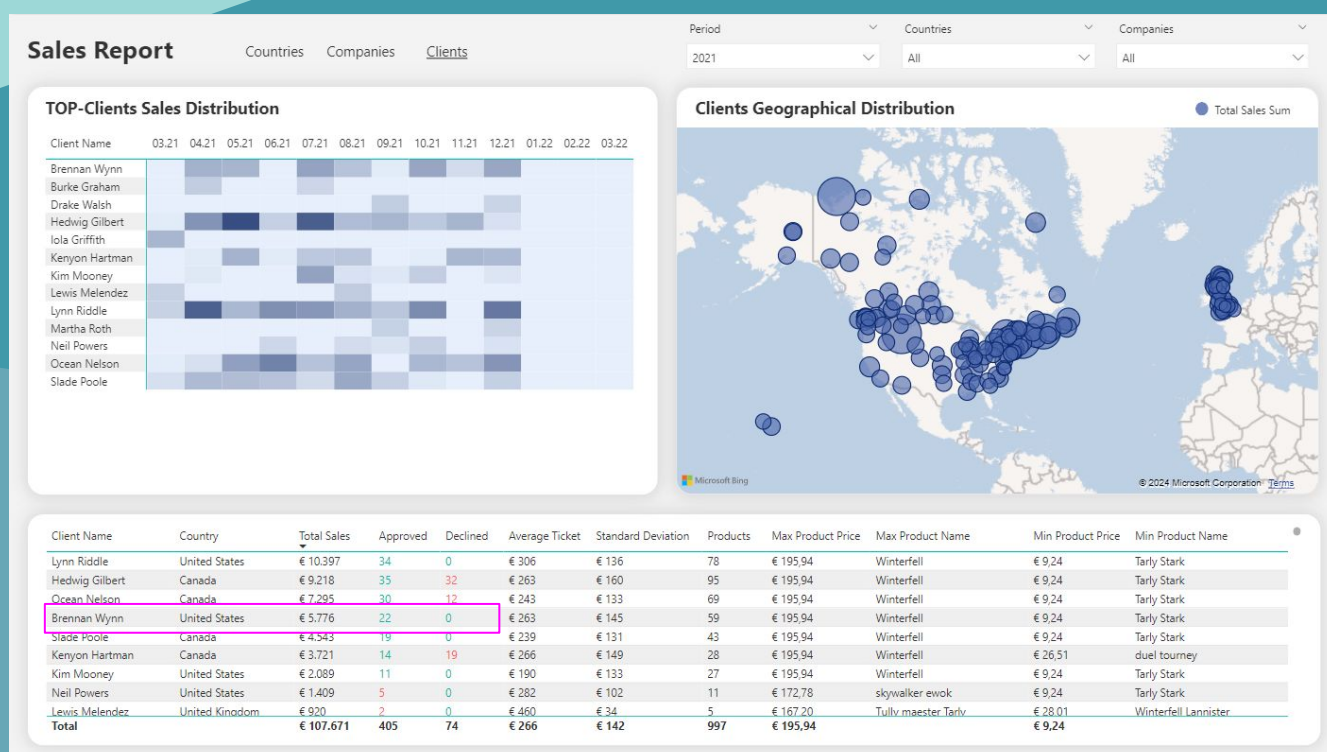 Sales Report
Countries Companies Clients
Period Countries Companies
2021 All All
TOP-Clients Sales Distribution
Client Name 03.21 04.21 05.21 06.21 07.21 08.21 09.21 10.21 11.21 12.21 01.22 02.22 03.22
Brennan Wynn
Burke Graham
Drake Walsh
Hedwig Gilbert
Iola Griffith
Kenyon Hartman
Kim Mooney
Lewis Melendez
Lynn Riddle
Martha Roth
Neil Powers
Ocean Nelson
Slade Poole
Clients Geographical Distribution
Total Sales Sum
Microsoft Bing
© 2024 Microsoft Corporation Terms
Client Name Country Total Sales Approved Declined Average Ticket Standard Deviation Products Max Product Price Max Product Name Min Product Price Min Product Name
Lynn Riddle United States € 10.397 34 0 € 306 € 136 78 € 195,94 Winterfell € 9,24 Tarly Stark
Hedwig Gilbert Canada € 9.218 35 32 € 263 € 160 95 € 195,94 Winterfell € 9,24 Tarly Stark
Ocean Nelson Canada € 7.295 30 12 € 243 € 133 69 € 195,94 Winterfell € 9,24 Tarly Stark
Brennan Wynn United States € 5.776 22 0 € 263 € 145 59 € 195,94 Winterfell € 9,24 Tarly Stark
Slade Poole Canada € 4.543 19 0 € 239 € 131 43 € 195,94 Winterfell € 9,24 Tarly Stark
Kenyon Hartman Canada € 3.721 14 19 € 266 € 149 28 € 195,94 Winterfell € 26,51 duel tourney
Kim Mooney United States € 2.089 11 0 € 190 € 133 27 € 195,94 Winterfell € 9,24 Tarly Stark
Neil Powers United States € 1.409 5 0 € 282 € 102 11 € 172,78 skywalker ewok € 9,24 Tarly Stark
Lewis Melendez United Kingdom € 920 2 0 € 460 € 34 5 € 167,20 Tully maester Tarly € 28,01 Winterfell Lannister
Total € 107.671 405 74 € 266 € 142 997 € 195,94 € 9,24